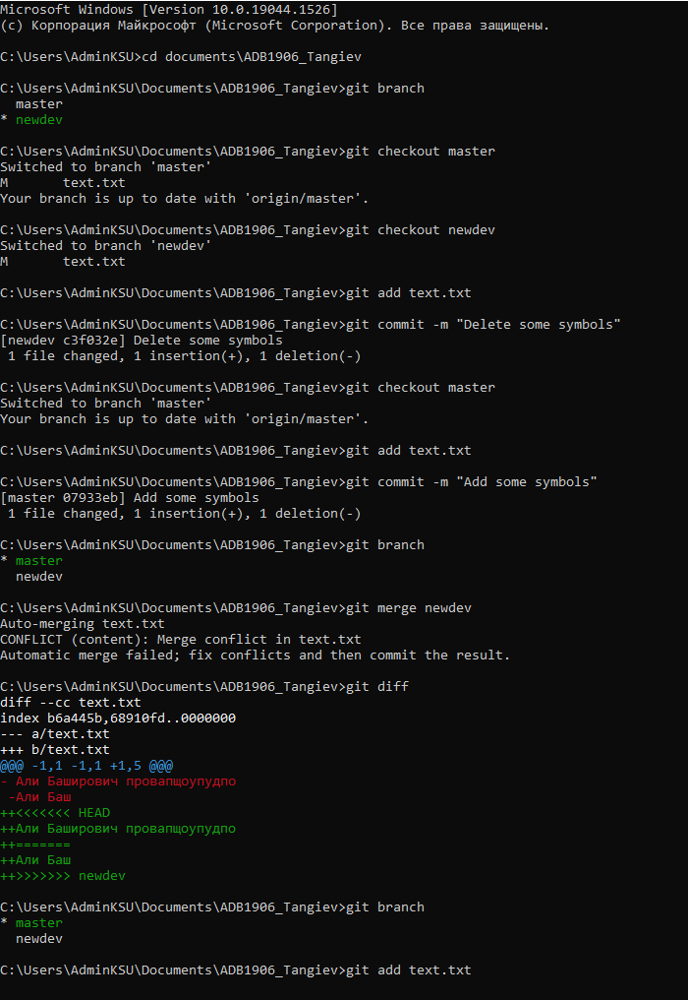 Microsoft Windows [Version 10.0.19044.1526]
(c) Корпорация Майкрософт (Microsoft Corporation). Все права защищены.
C:\Users\AdminKSU>cd documents\ADB1906_Tangiev
C:\Users\AdminKSU\Documents\ADB1906_Tangiev>git branch
  master
* newdev
C:\Users\AdminKSU\Documents\ADB1906_Tangiev>git checkout master
Switched to branch 'master'
M       text.txt
Your branch is up to date with 'origin/master'.
C:\Users\AdminKSU\Documents\ADB1906_Tangiev>git checkout newdev
Switched to branch 'newdev'
M       text.txt
C:\Users\AdminKSU\Documents\ADB1906_Tangiev>git add text.txt
C:\Users\AdminKSU\Documents\ADB1906_Tangiev>git commit -m "Delete some symbols"
[newdev c3f032e] Delete some symbols
 1 file changed, 1 insertion(+), 1 deletion(-)
C:\Users\AdminKSU\Documents\ADB1906_Tangiev>git checkout master
Switched to branch 'master'
Your branch is up to date with 'origin/master'.
C:\Users\AdminKSU\Documents\ADB1906_Tangiev>git add text.txt
C:\Users\AdminKSU\Documents\ADB1906_Tangiev>git commit -m "Add some symbols"
[master 07933eb] Add some symbols
 1 file changed, 1 insertion(+), 1 deletion(-)
C:\Users\AdminKSU\Documents\ADB1906_Tangiev>git branch
* master
  newdev
C:\Users\AdminKSU\Documents\ADB1906_Tangiev>git merge newdev
Auto-merging text.txt
CONFLICT (content): Merge conflict in text.txt
Automatic merge failed; fix conflicts and then commit the result.
C:\Users\AdminKSU\Documents\ADB1906_Tangiev>git diff
diff --cc text.txt
index b6a445b,68910fd..0000000
--- a/text.txt
+++ b/text.txt
@@@ -1,1 -1,1 +1,5 @@@
- Али Баширович провапщоупудпо
 -Али Баш
++<<<<<<< HEAD
++Али Баширович провапщоупудпо
++=======
++Али Баш
++>>>>>>> newdev
C:\Users\AdminKSU\Documents\ADB1906_Tangiev>git branch
* master
  newdev
C:\Users\AdminKSU\Documents\ADB1906_Tangiev>git add text.txt